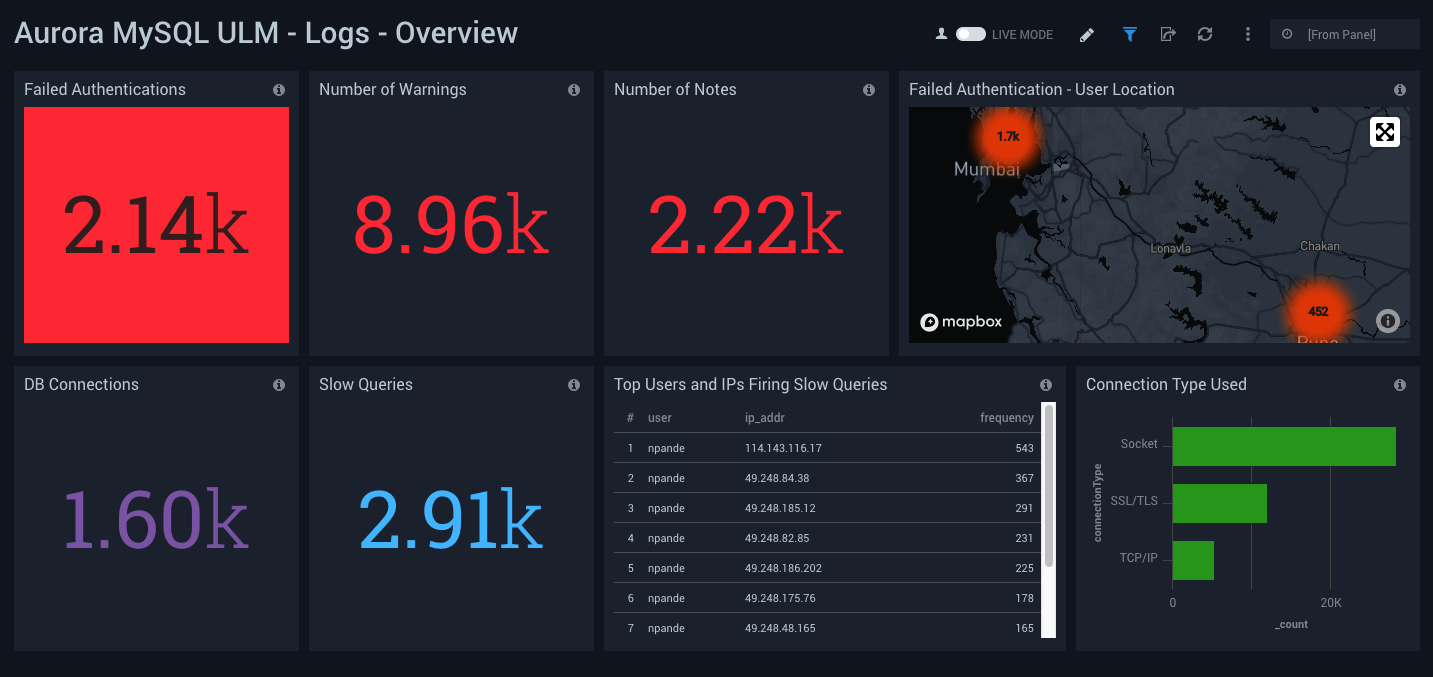 Aurora MySQL ULM - Logs - Overview
LIVE MODE
[From Panel]
Failed Authentications
2.14k
Number of Warnings
8.96k
Number of Notes
2.22k
Failed Authentication - User Location
1.7k
Mumbai
Lonavla
Chakan
452
mapbox
DB Connections
1.60k
Slow Queries
2.91k
Top Users and IPs Firing Slow Queries
# user ip_addr frequency
1 npande 114.143.116.17 543
2 npande 49.248.84.38 367
3 npande 49.248.185.12 291
4 npande 49.248.82.85 231
5 npande 49.248.186.202 225
6 npande 49.248.175.76 178
7 npande 49.248.48.165 165
Connection Type Used
connectionType
Socket
SSL/TLS
TCP/IP
0 20K
_count